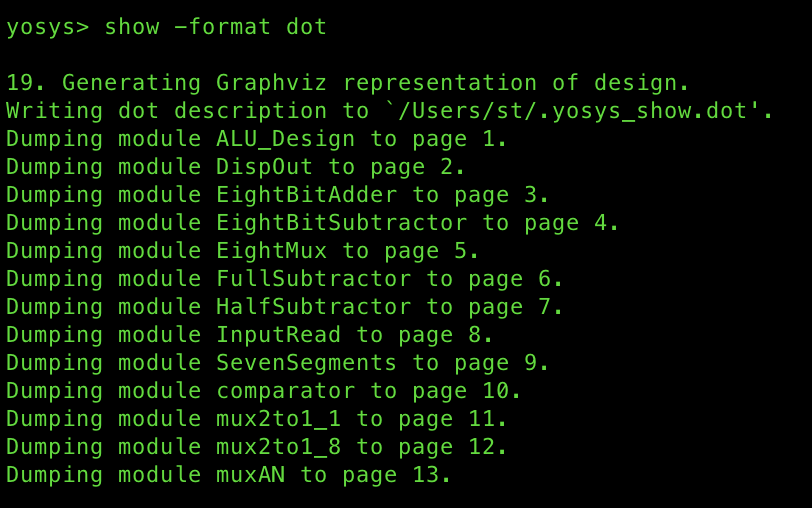 yosys> show -format dot
19. Generating Graphviz representation of design.
Writing dot description to `/Users/st/.yosys_show.dot'.
Dumping module ALU_Design to page 1.
Dumping module DispOut to page 2.
Dumping module EightBitAdder to page 3.
Dumping module EightBitSubtractor to page 4.
Dumping module EightMux to page 5.
Dumping module FullSubtractor to page 6.
Dumping module HalfSubtractor to page 7.
Dumping module InputRead to page 8.
Dumping module SevenSegments to page 9.
Dumping module comparator to page 10.
Dumping module mux2to1_1 to page 11.
Dumping module mux2to1_8 to page 12.
Dumping module muxAN to page 13.